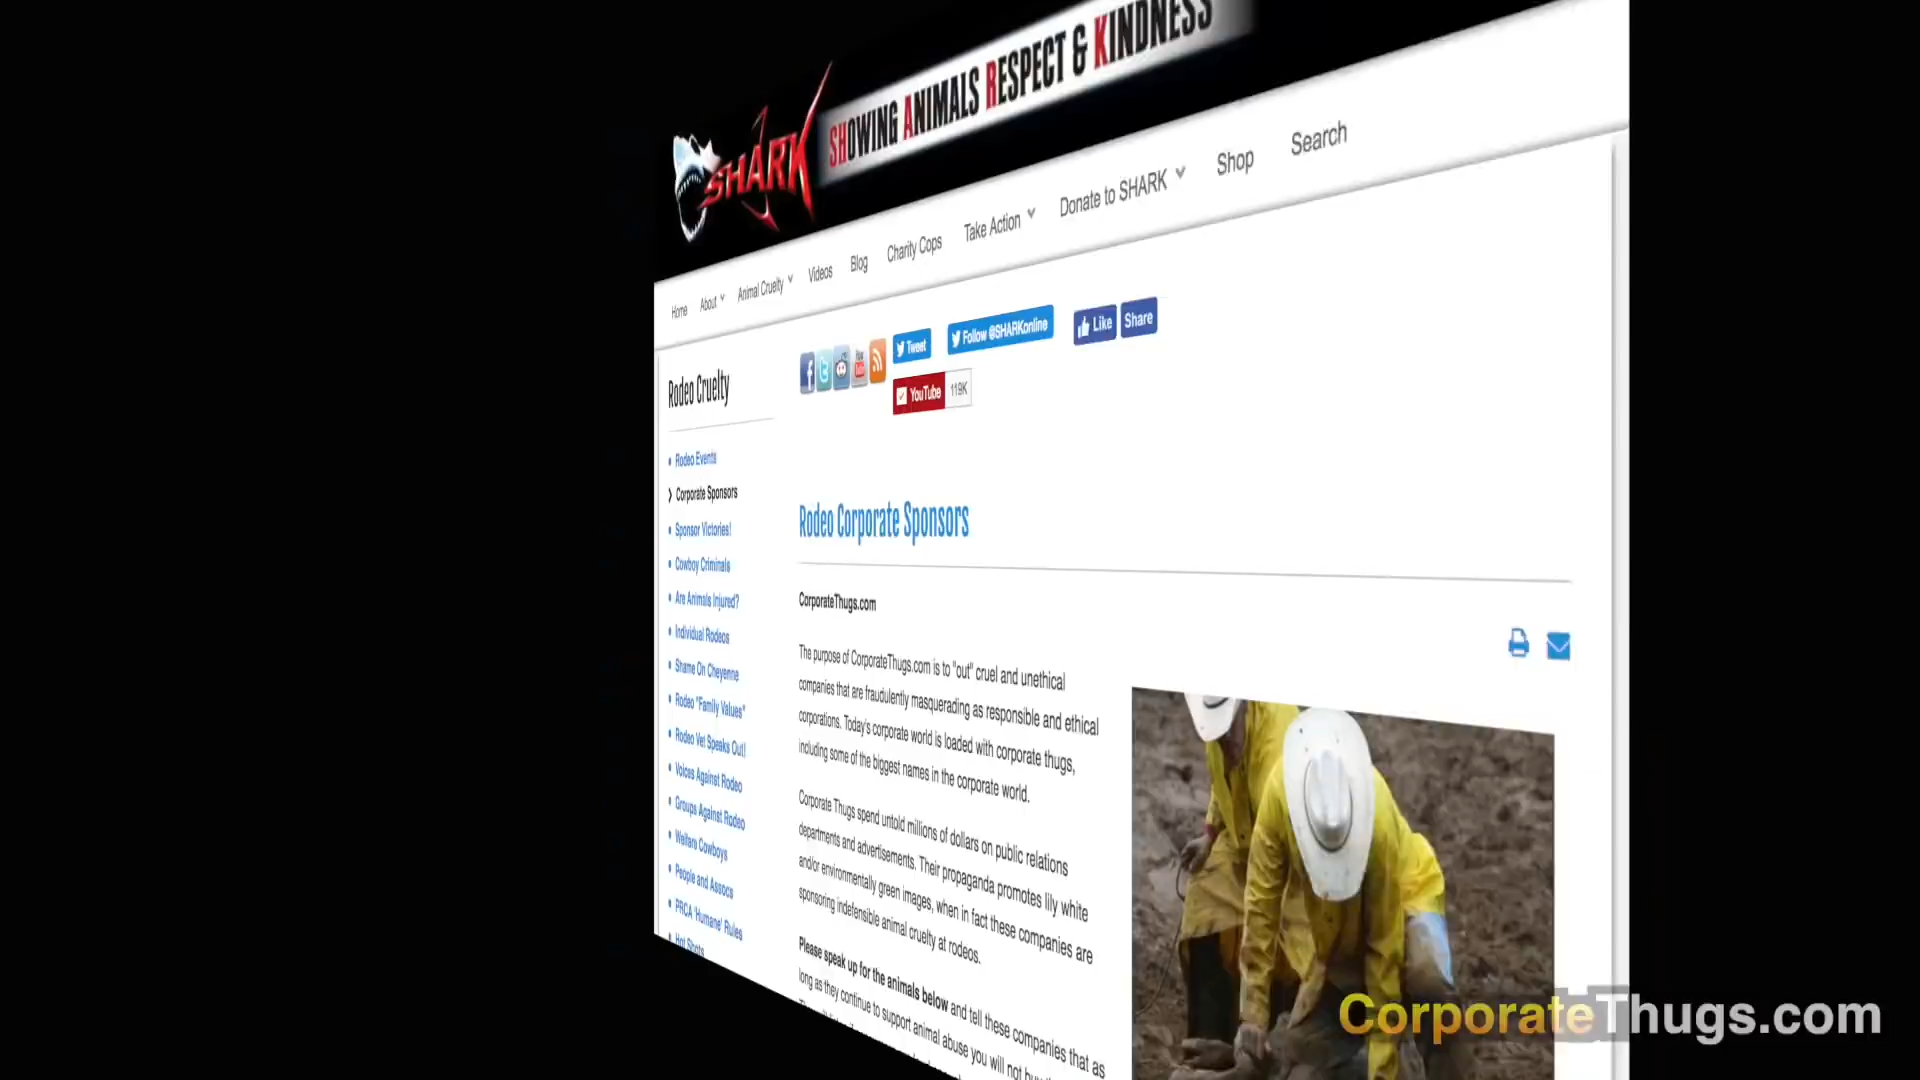 SHARK
SHOWING ANIMALS RESPECT & KINDNESS
Home About Animal Cruelty Videos Blog Charity Cops Take Action Donate to SHARK Shop Search
Tweet Follow @SHARKonline Like Share
YouTube 119K
Rodeo Cruelty
Rodeo Events
Corporate Sponsors
Sponsor Victories!
Cowboy Criminals
Are Animals Injured?
Individual Rodeos
Shame On Cheyenne
Rodeo "Family Values"
Rodeo Vet Speaks Out!
Voices Against Rodeo
Groups Against Rodeo
Welfare Cowboys
People and Assocs
PRCA 'Humane' Rules
Hot Shots
Rodeo Corporate Sponsors
CorporateThugs.com
The purpose of CorporateThugs.com is to "out" cruel and unethical
companies that are fraudulently masquerading as responsible and ethical
corporations. Today's corporate world is loaded with corporate thugs,
including some of the biggest names in the corporate world.
Corporate Thugs spend untold millions of dollars on public relations
departments and advertisements. Their propaganda promotes lily white
and/or environmentally green images, when in fact these companies are
sponsoring indefensible animal cruelty at rodeos.
Please speak up for the animals below and tell these companies that as
long as they continue to support animal abuse you will not
CorporateThugs.com